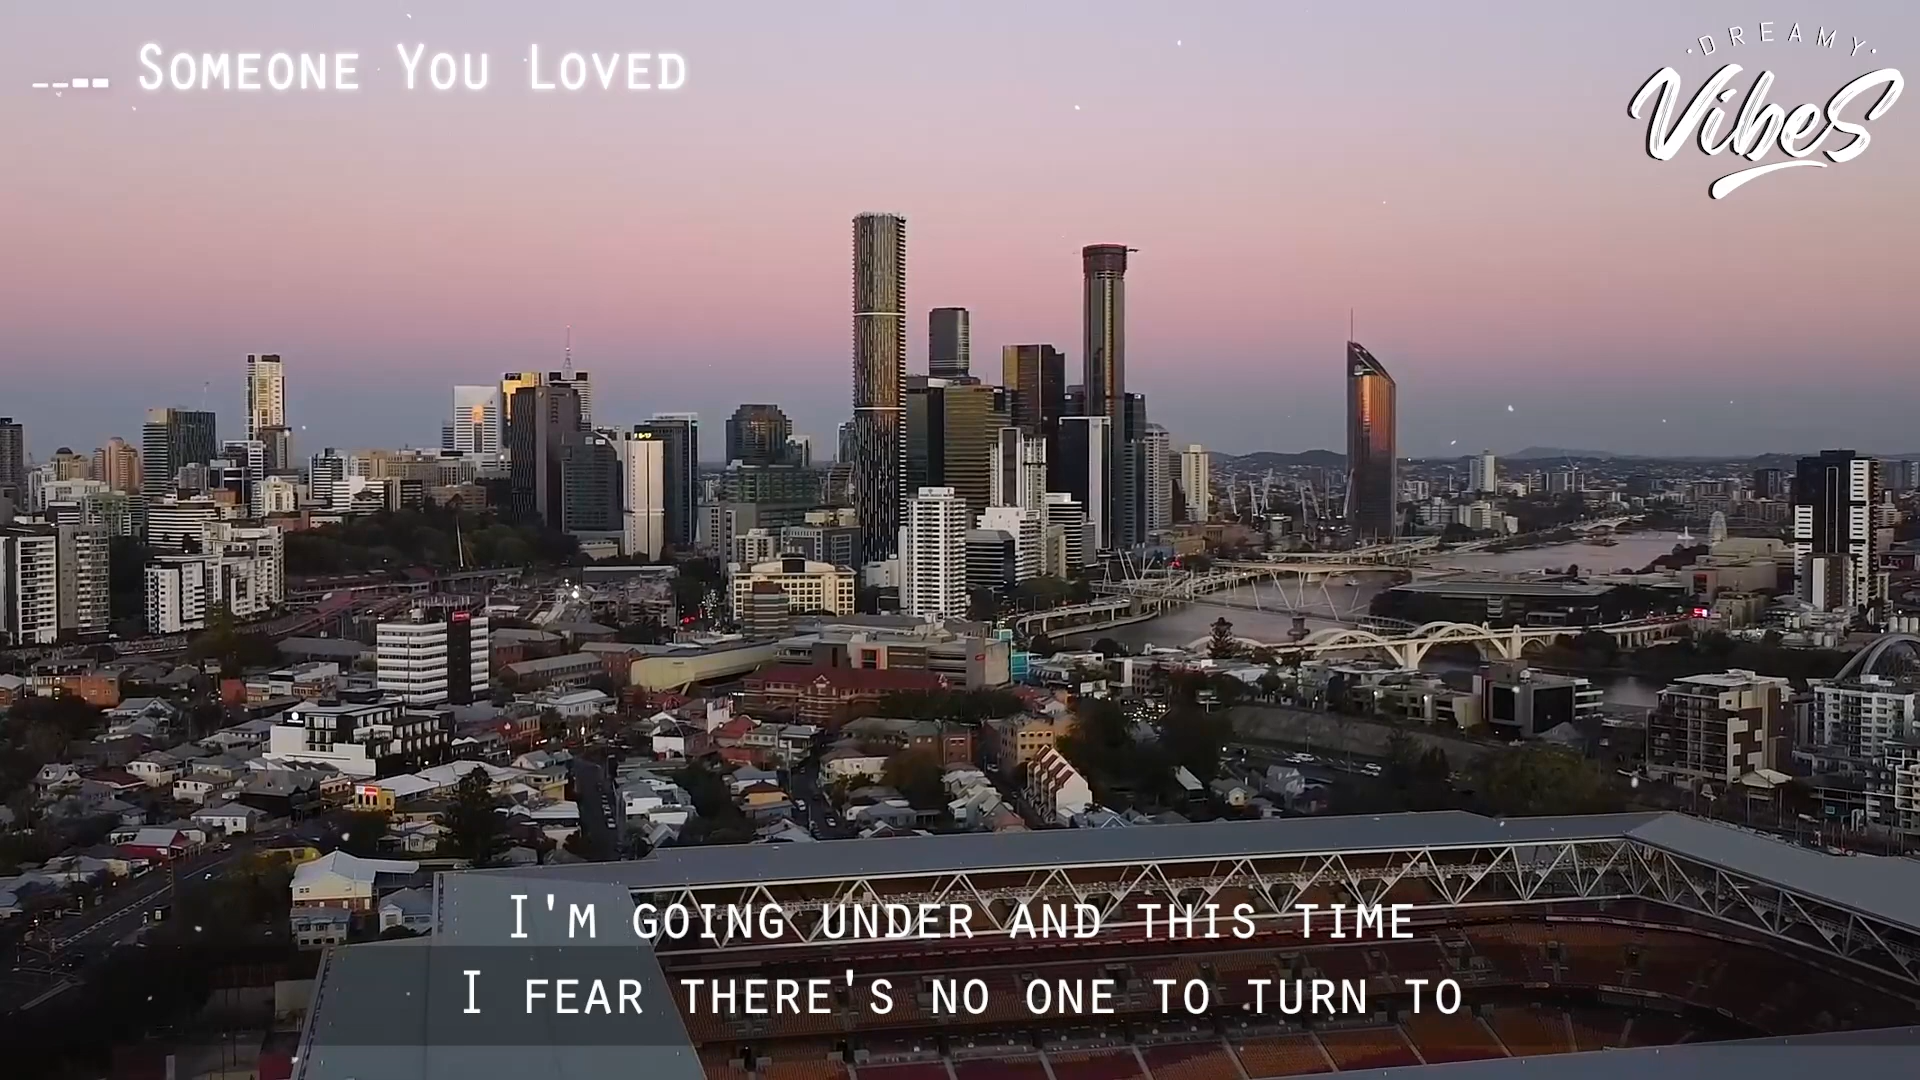 Someone You Loved
·DREAMY·
Vibes
I'm going under and this time
I fear there's no one to turn to